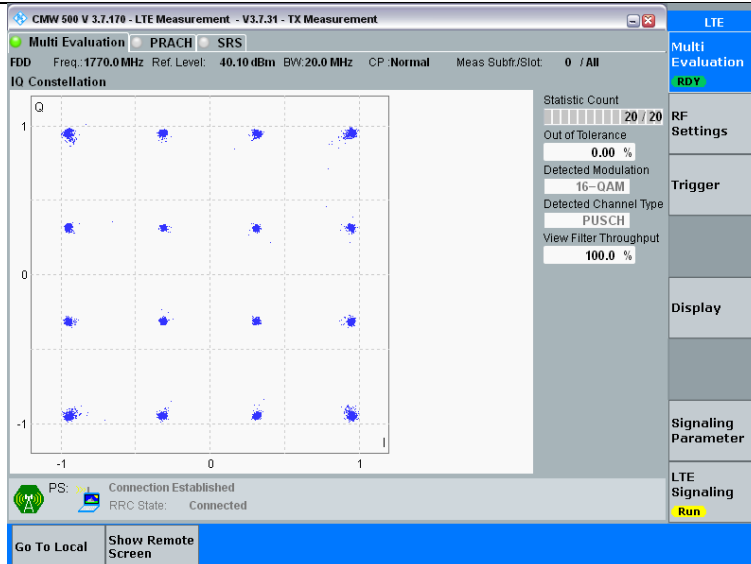 CMW 500 V 3.7.170 - LTE Measurement - V3.7.31 - TX Measurement
LTE
Multi Evaluation PRACH SRS
Multi
Evaluation
RDY
FDD Freq.:1770.0 MHz Ref. Level: 40.10 dBm BW:20.0 MHz CP :Normal Meas Subfr./Slot: 0 / All
IQ Constellation
Q
1
0
-1
I
-1 0 1
Statistic Count
20 / 20
Out of Tolerance
0.00 %
Detected Modulation
16-QAM
Detected Channel Type
PUSCH
View Filter Throughput
100.0 %
RF
Settings
Trigger
Display
Signaling
Parameter
LTE
Signaling
Run
PS: Connection Established
RRC State: Connected
Go To Local
Show Remote
Screen